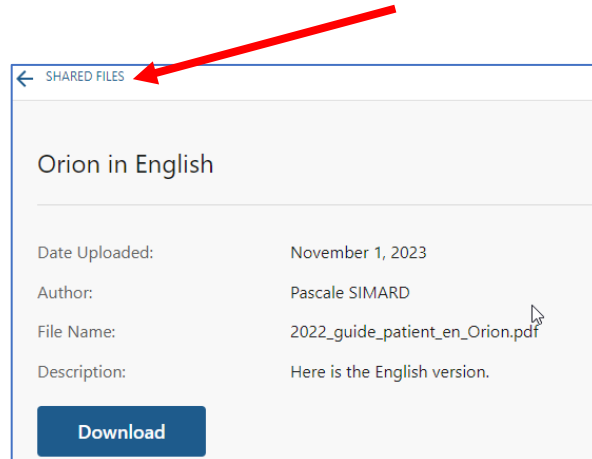 SHARED FILES
Orion in English
Date Uploaded: November 1, 2023
Author: Pascale SIMARD
File Name: 2022_guide_patient_en_Orion.pdf
Description: Here is the English version.
Download